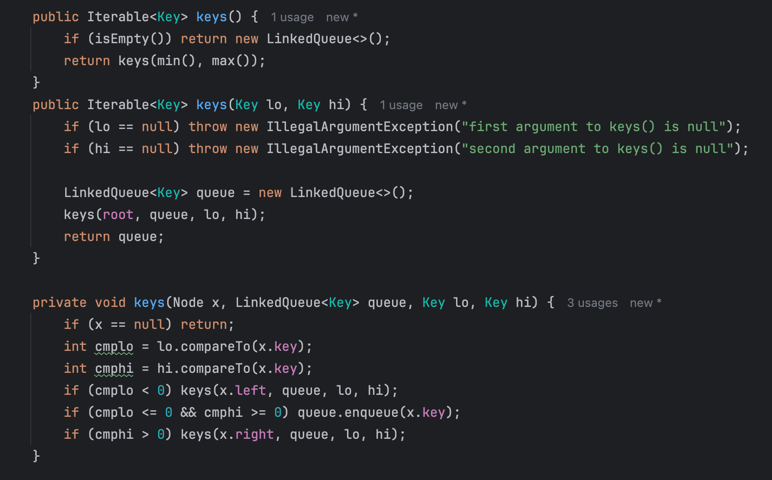 public Iterable<Key> keys() { 1 usage new *
    if (isEmpty()) return new LinkedQueue<>();
    return keys(min(), max());
}
public Iterable<Key> keys(Key lo, Key hi) { 1 usage new *
    if (lo == null) throw new IllegalArgumentException("first argument to keys() is null");
    if (hi == null) throw new IllegalArgumentException("second argument to keys() is null");

    LinkedQueue<Key> queue = new LinkedQueue<>();
    keys(root, queue, lo, hi);
    return queue;
}

private void keys(Node x, LinkedQueue<Key> queue, Key lo, Key hi) { 3 usages new *
    if (x == null) return;
    int cmplo = lo.compareTo(x.key);
    int cmphi = hi.compareTo(x.key);
    if (cmplo < 0) keys(x.left, queue, lo, hi);
    if (cmplo <= 0 && cmphi >= 0) queue.enqueue(x.key);
    if (cmphi > 0) keys(x.right, queue, lo, hi);
}